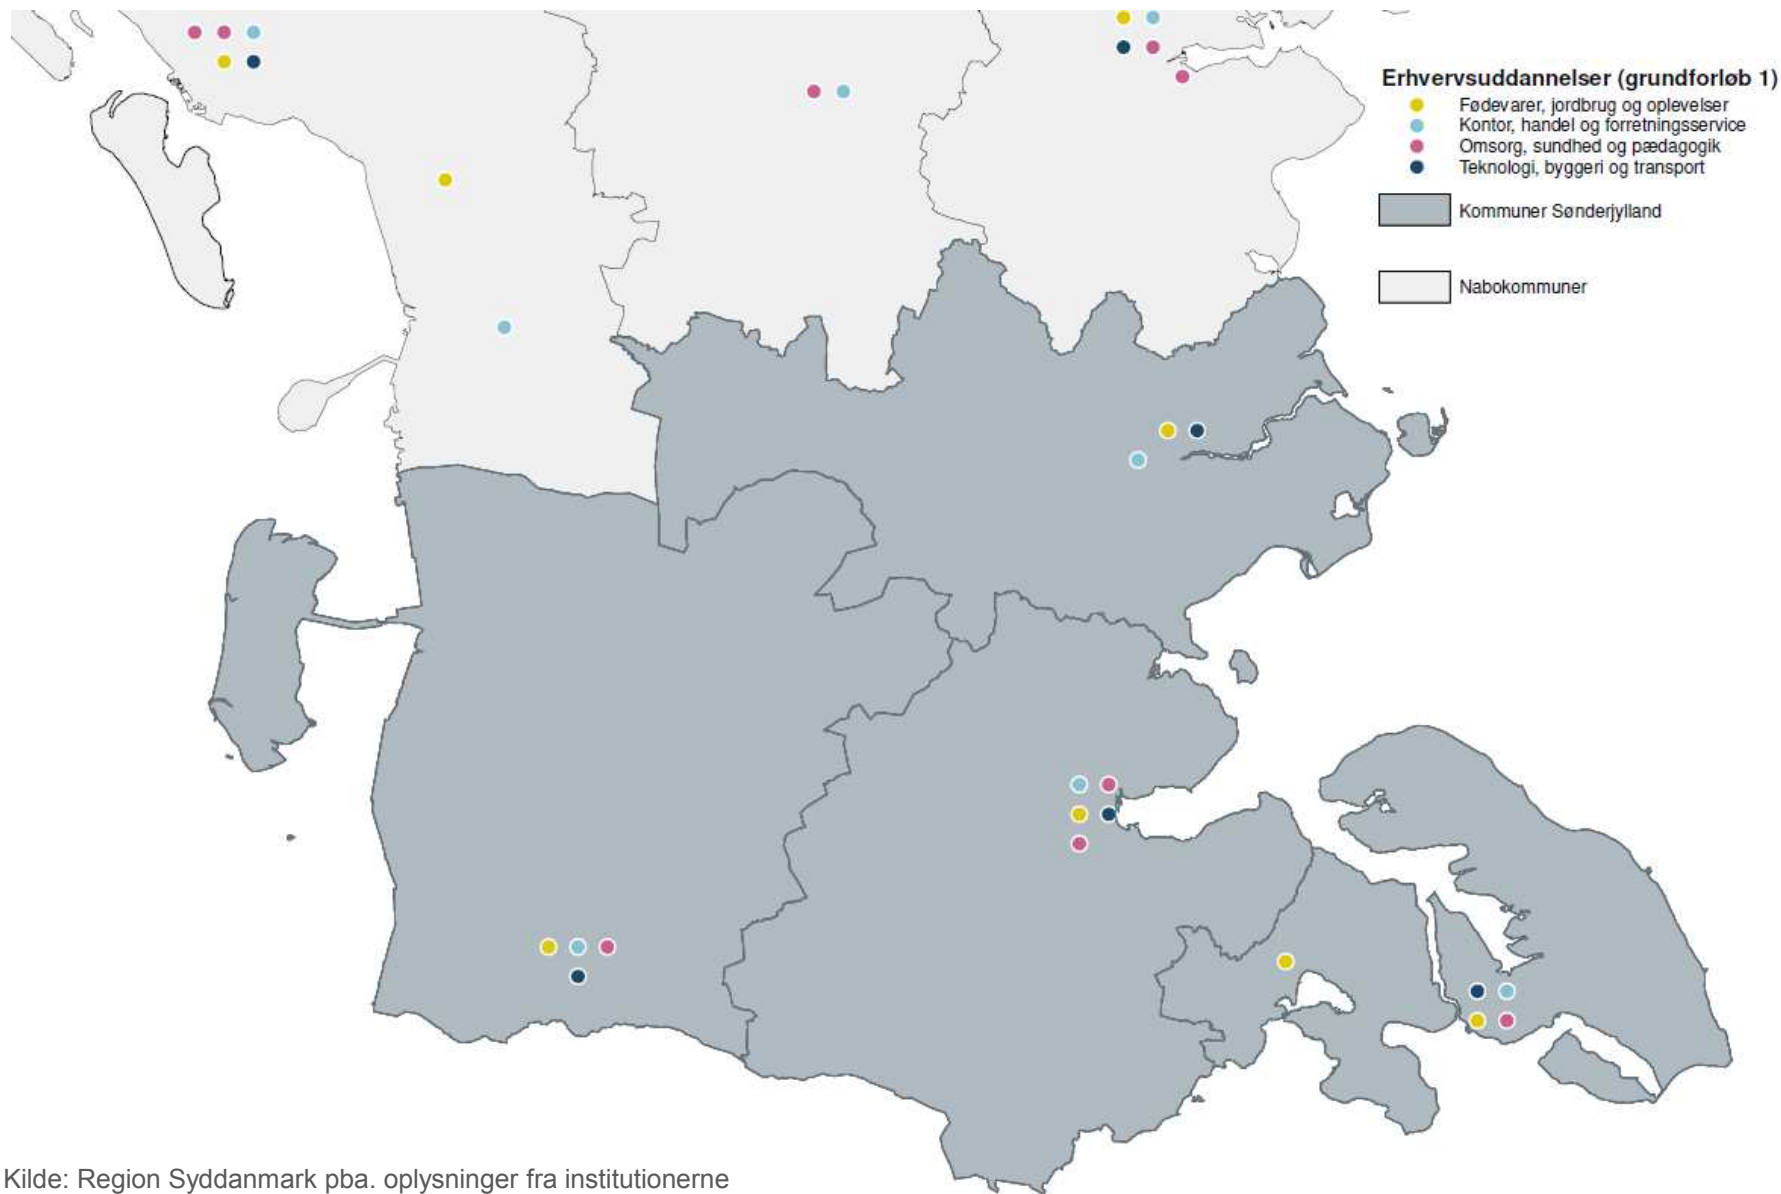 Erhvervsuddannelser (grundforløb 1)
Fødevarer, jordbrug og oplevelser
Kontor, handel og forretningsservice
Omsorg, sundhed og pædagogik
Teknologi, byggeri og transport
Kommuner Sønderjylland
Nabokommuner
Kilde: Region Syddanmark pba. oplysninger fra institutionerne